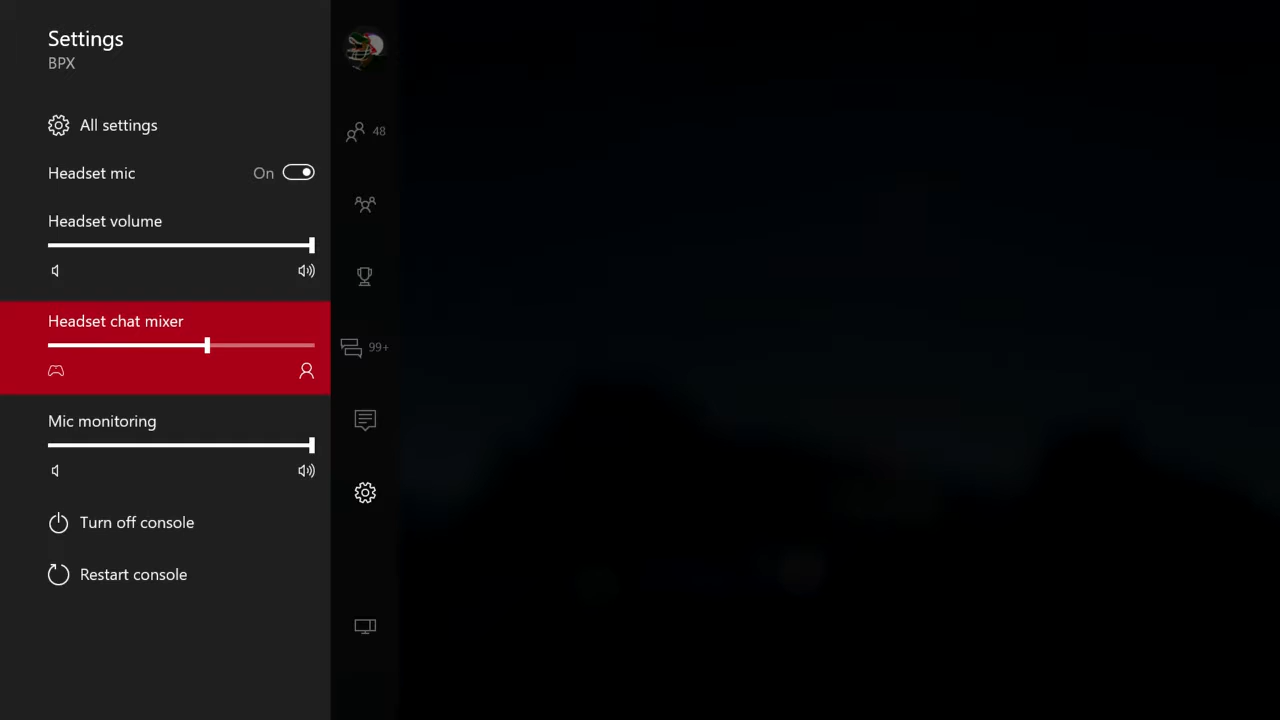 Settings
BPX
All settings
Headset mic On
Headset volume
Headset chat mixer
Mic monitoring
Turn off console
Restart console
48
99+